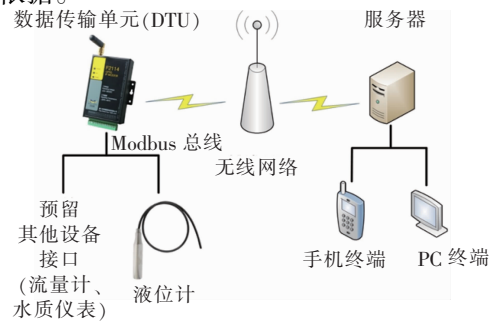 数据传输单元(DTU)
服务器
Modbus 总线
无线网络
预留
其他设备
接口
(流量计、
水质仪表)
液位计
手机终端
PC 终端